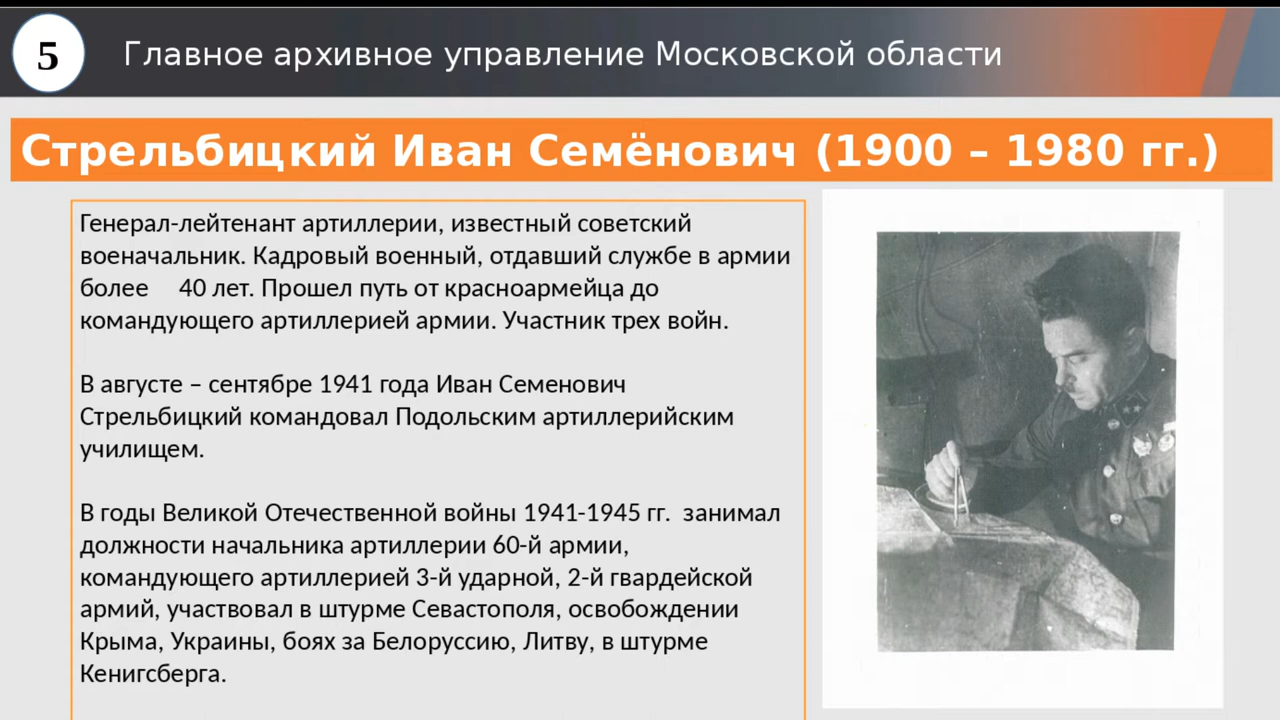 5
Главное архивное управление Московской области
Стрельбицкий Иван Семёнович (1900 – 1980 гг.)
Генерал-лейтенант артиллерии, известный советский
военачальник. Кадровый военный, отдавший службе в армии
более 40 лет. Прошел путь от красноармейца до
командующего артиллерией армии. Участник трех войн.
В августе – сентябре 1941 года Иван Семенович
Стрельбицкий командовал Подольским артиллерийским
училищем.
В годы Великой Отечественной войны 1941-1945 гг. занимал
должности начальника артиллерии 60-й армии,
командующего артиллерией 3-й ударной, 2-й гвардейской
армий, участвовал в штурме Севастополя, освобождении
Крыма, Украины, боях за Белоруссию, Литву, в штурме
Кенигсберга.